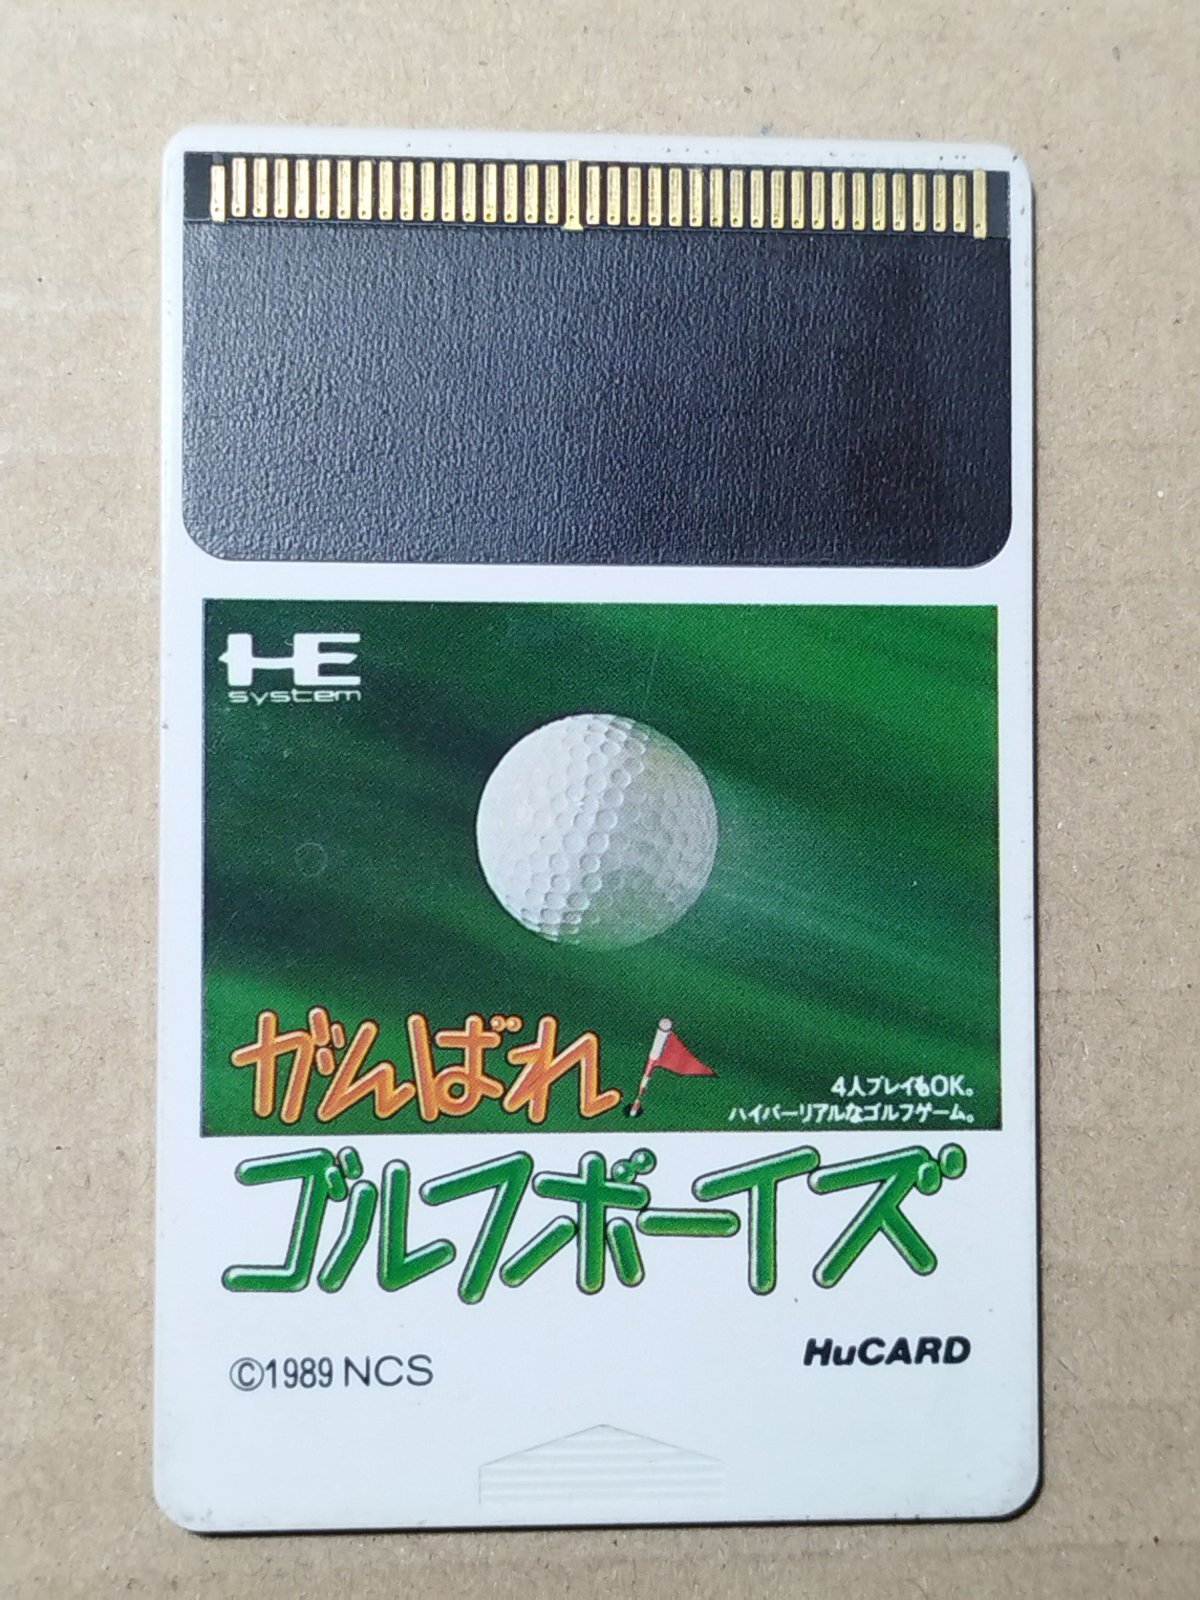 HE
system
がんばれ!
4人プレイもOK。
ハイパーリアルなゴルフゲーム。
ゴルフボーイズ
HuCARD
©1989 NCS